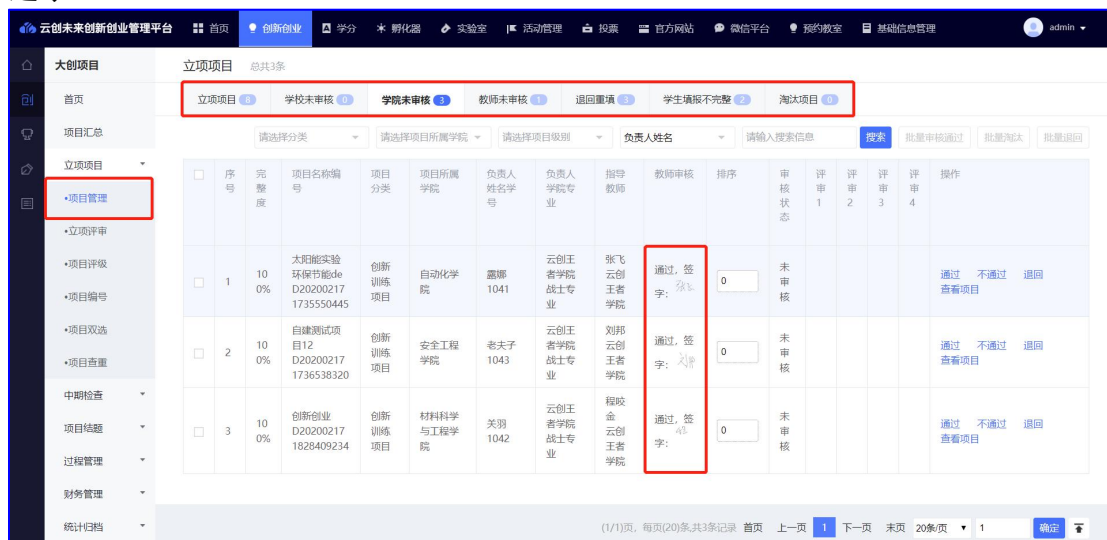 云创未来创新创业管理平台 首页 创新创业 学分 孵化器 实验室 活动管理 投票 官方网站 微信平台 预约教室 基础信息管理 admin
大创项目
首页
项目汇总
立项项目
•项目管理
•立项评审
•项目评级
•项目编号
•项目双选
•项目查重
中期检查
项目结题
过程管理
财务管理
统计归档
立项项目 总共3条
立项项目 8 学校未审核 0 学院未审核 3 教师未审核 1 退回重填 3 学生填报不完整 2 淘汰项目 0
请选择分类 请选择项目所属学院 请选择项目级别 负责人姓名 请输入搜索信息 搜索 批量审核通过 批量淘汰 批量退回
序号 完整度 项目名称编号 项目分类 项目所属学院 负责人姓名学号 负责人学院专业 指导教师 教师审核 排序 审核状态 评审1 评审2 评审3 评审4 操作
1 100% 太阳能实验环保节能de D202002171735550445 创新训练项目 自动化学院 露娜 1041 云创王者学院战士专业 张飞 云创王者学院 通过, 签字: 0 未审核 通过 不通过 退回 查看项目
2 100% 自建测试项目12 D202002171736538320 创新训练项目 安全工程学院 老夫子 1043 云创王者学院战士专业 刘邦 云创王者学院 通过, 签字: 0 未审核 通过 不通过 退回 查看项目
3 100% 创新创业 D202002171828409234 创新训练项目 材料科学与工程学院 关羽 1042 云创王者学院战士专业 程咬金 云创王者学院 通过, 签字: 0 未审核 通过 不通过 退回 查看项目
(1/1)页, 每页(20)条,共3条记录 首页 上一页 1 下一页 末页 20条/页 1 确定